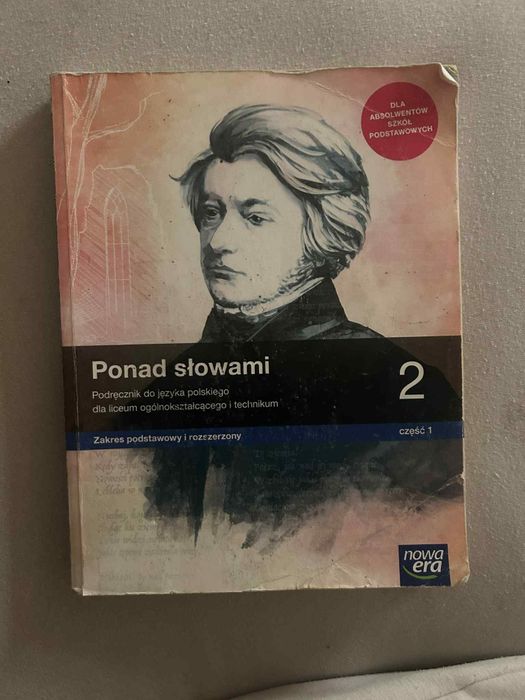 DLA
ABSOLWENTÓW
SZKÓŁ
PODSTAWOWYCH
Ponad słowami
Podręcznik do języka polskiego
dla liceum ogólnokształcącego i technikum
2
Zakres podstawowy i rozszerzony
część 1
nowa
era